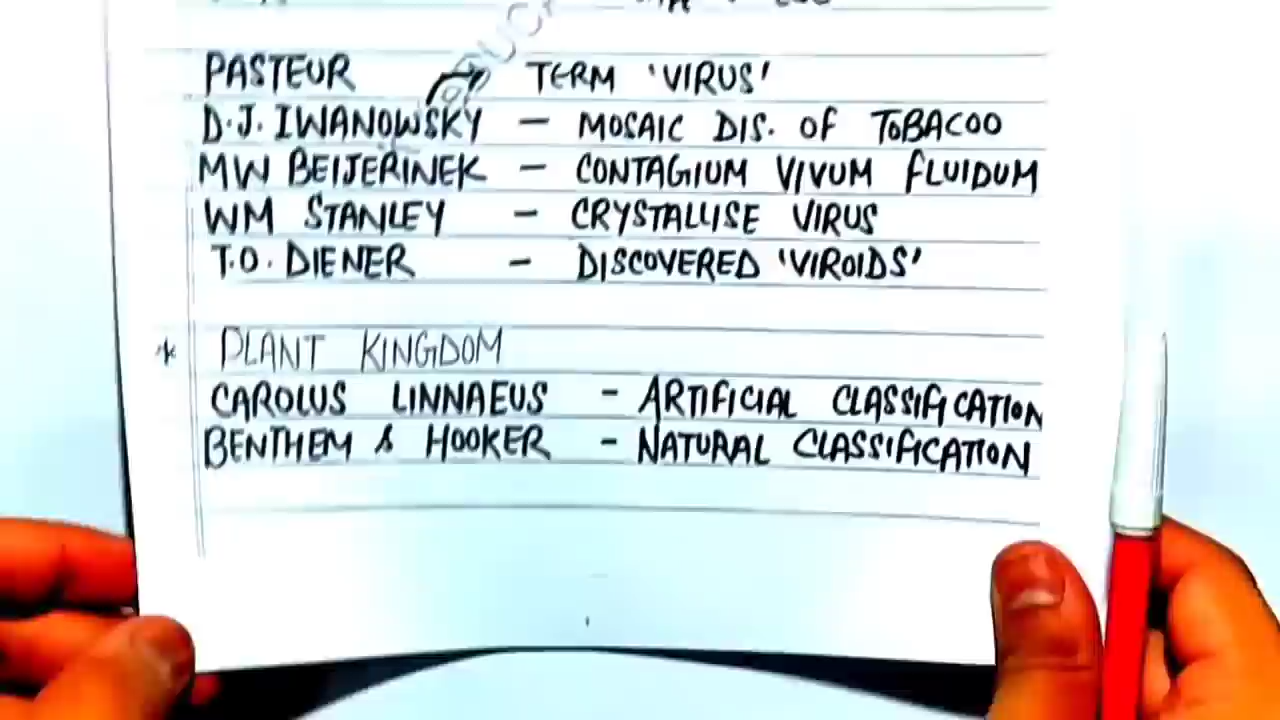 PASTEUR → TERM 'VIRUS'
D.J. IWANOWSKY - MOSAIC DIS. OF TOBACOO
MW BEIJERINEK - CONTAGIUM VIVUM FLUIDUM
WM STANLEY - CRYSTALLISE VIRUS
T.O. DIENER - DISCOVERED 'VIROIDS'
* PLANT KINGDOM
CAROLUS LINNAEUS - ARTIFICIAL CLASSIFICATION
BENTHEM & HOOKER - NATURAL CLASSIFICATION